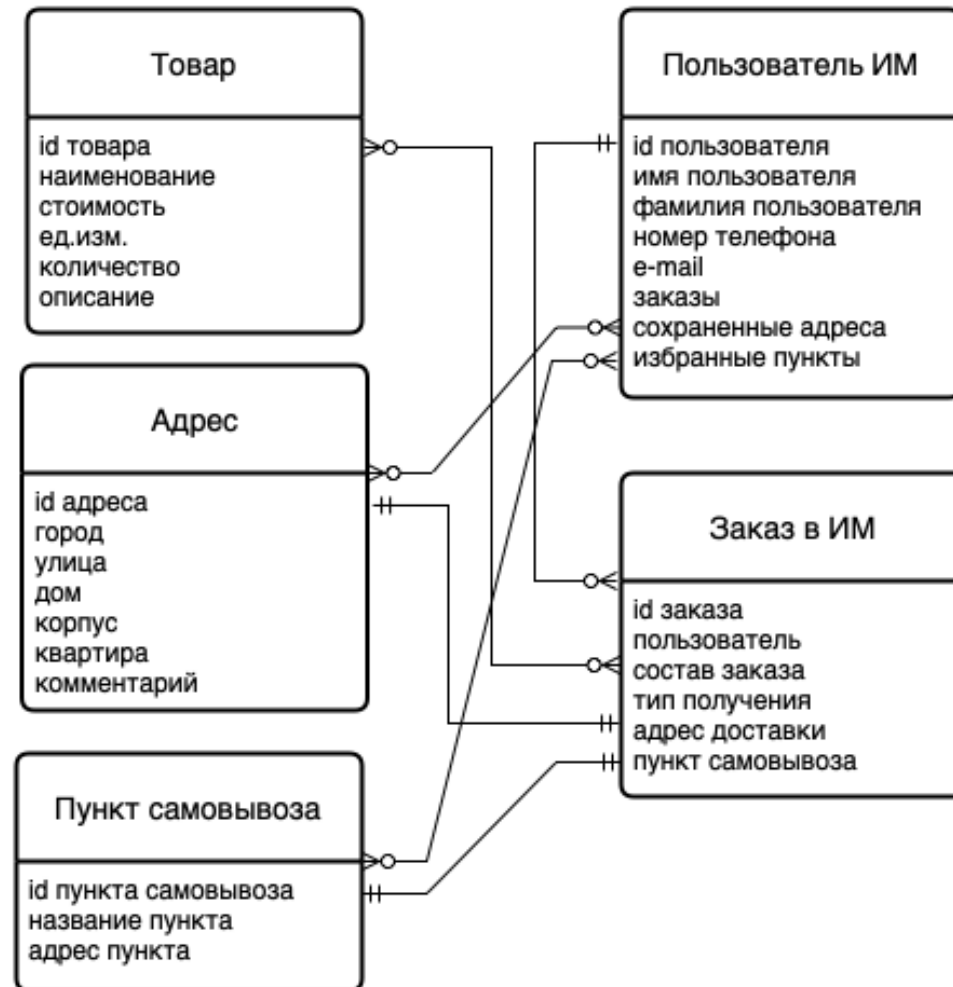 Товар
id товара
наименование
стоимость
ед.изм.
количество
описание
Адрес
id адреса
город
улица
дом
корпус
квартира
комментарий
Пункт самовывоза
id пункта самовывоза
название пункта
адрес пункта
Пользователь ИМ
id пользователя
имя пользователя
фамилия пользователя
номер телефона
e-mail
заказы
сохраненные адреса
избранные пункты
Заказ в ИМ
id заказа
пользователь
состав заказа
тип получения
адрес доставки
пункт самовывоза